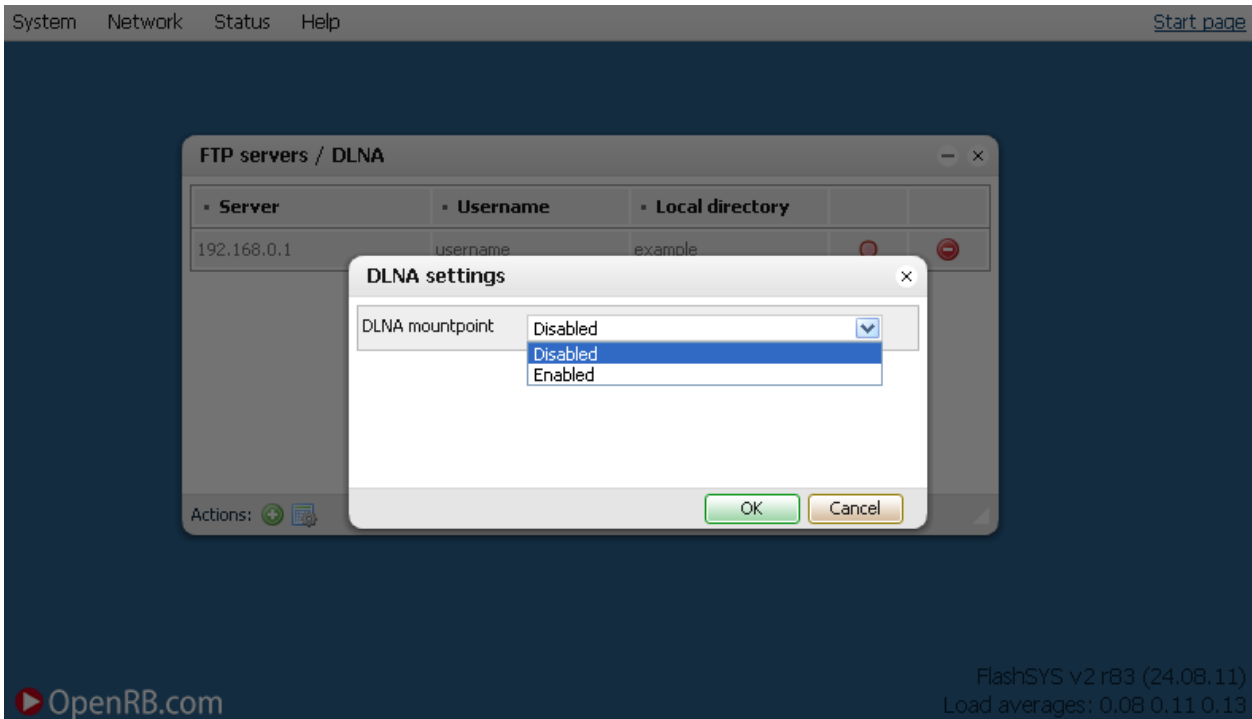 System Network Status Help Start page
FTP servers / DLNA
Server Username Local directory
192.168.0.1 username example
DLNA settings
DLNA mountpoint Disabled
Disabled
Enabled
OK Cancel
Actions:
FlashSYS v2 r83 (24.08.11)
OpenRB.com Load averages: 0.08 0.11 0.13